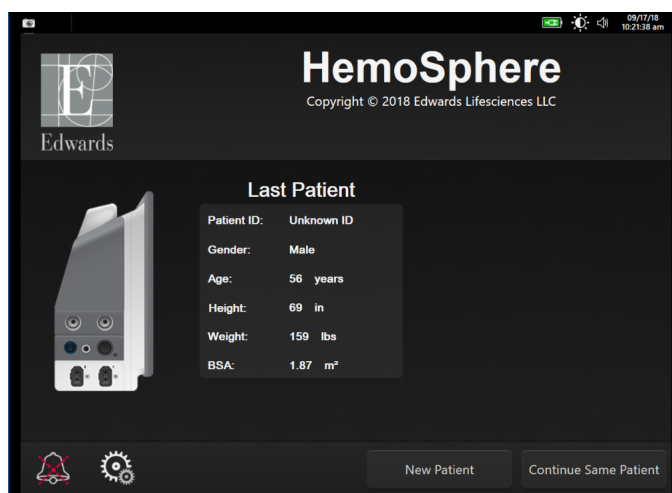 09/17/18
10:21:38 am
HemoSphere
Copyright © 2018 Edwards Lifesciences LLC
Edwards
Last Patient
Patient ID: Unknown ID
Gender: Male
Age: 56 years
Height: 69 in
Weight: 159 lbs
BSA: 1.87 m²
New Patient
Continue Same Patient